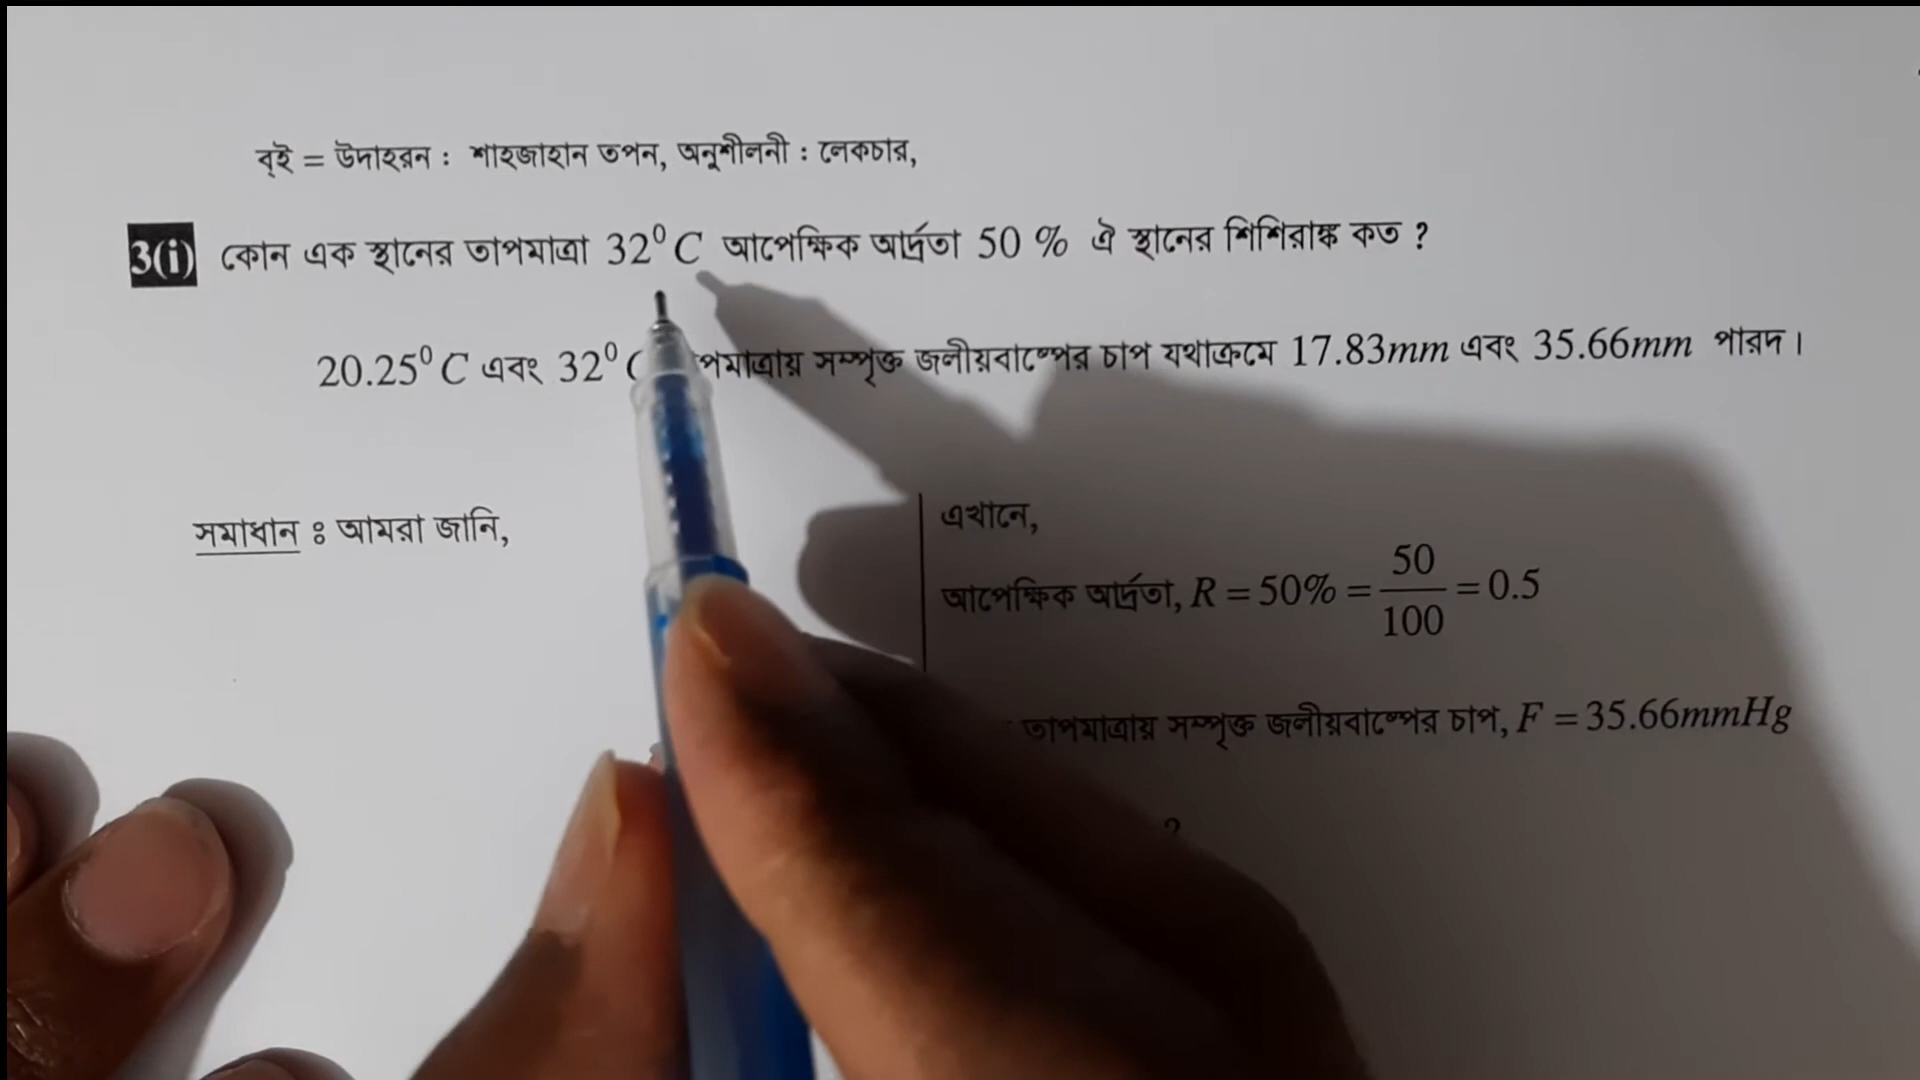 বৃই = উদাহরন : শাহজাহান তপন, অনুশীলনী : লেকচার,
3(i) কোন এক স্থানের তাপমাত্রা 32⁰C আপেক্ষিক আর্দ্রতা 50 % ঐ স্থানের শিশিরাঙ্ক কত ?
20.25⁰C এবং 32⁰ সম্পৃক্ত জলীয়বাষ্পের চাপ যথাক্রমে 17.83mm এবং 35.66mm পারদ।
সমাধান ঃ আমরা জানি,
এখানে,
আপেক্ষিক আর্দ্রতা, R = 50% = 50/100 = 0.5
তাপমাত্রায় সম্পৃক্ত জলীয়বাষ্পের চাপ, F = 35.66mmHg
?